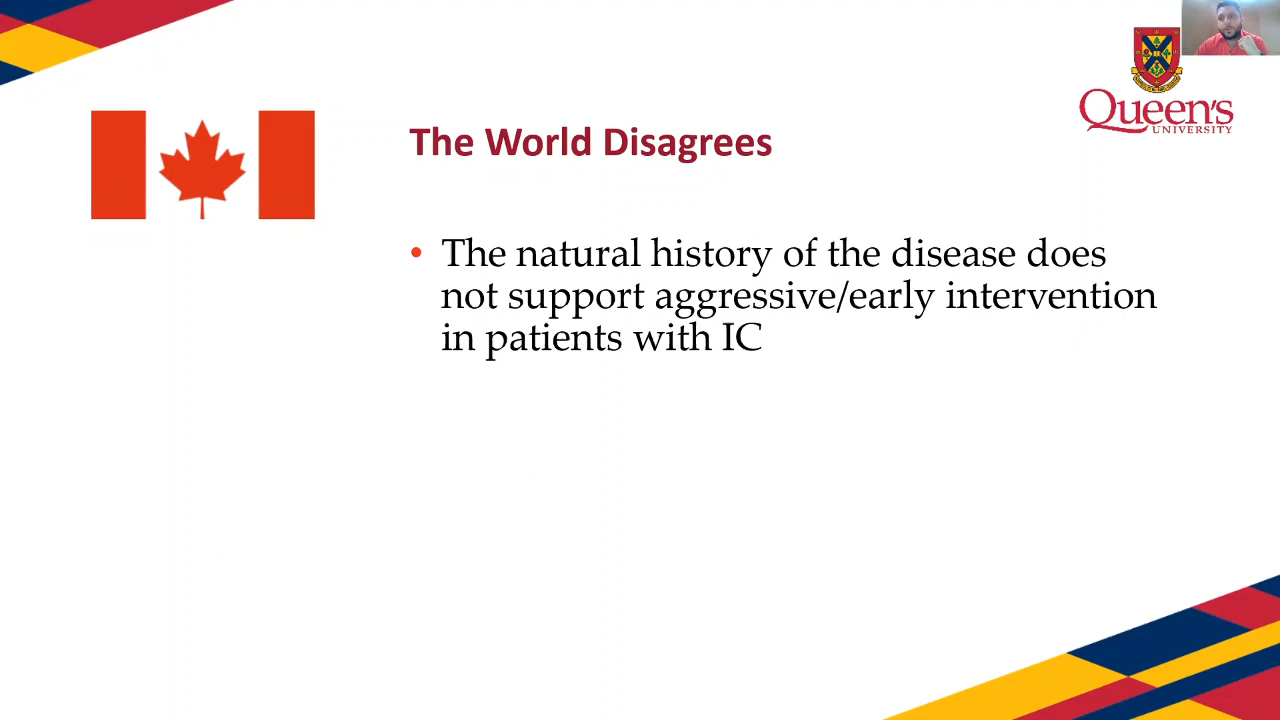 Queen's
UNIVERSITY
The World Disagrees
• The natural history of the disease does
not support aggressive/early intervention
in patients with IC